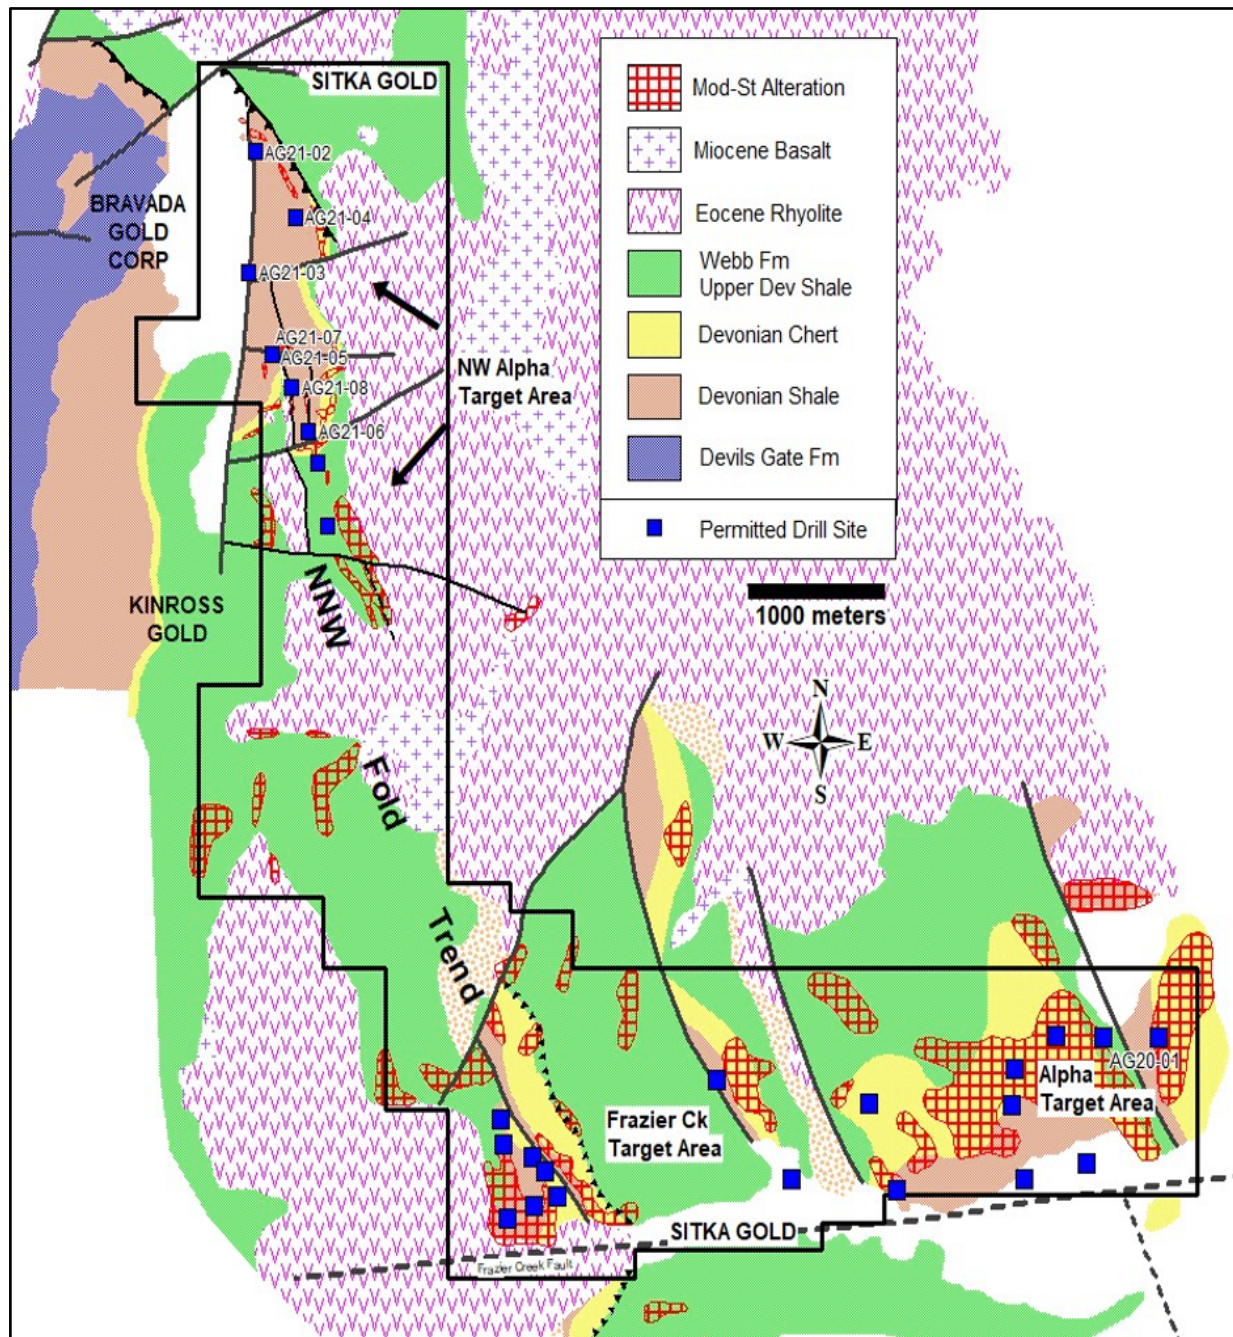 SITKA GOLD
AG21-02
BRAVADA
GOLD
CORP
AG21-04
AG21-03
AG21-07
AG21-05
AG21-08
AG21-06
NW Alpha
Target Area
KINROSS
GOLD
NNW
Fold
Trend
Mod-St Alteration
Miocene Basalt
Eocene Rhyolite
Webb Fm
Upper Dev Shale
Devonian Chert
Devonian Shale
Devils Gate Fm
Permitted Drill Site
1000 meters
N
W E
S
AG20-01
Alpha
Target Area
Frazier Ck
Target Area
SITKA GOLD
Frazier Creek Fault